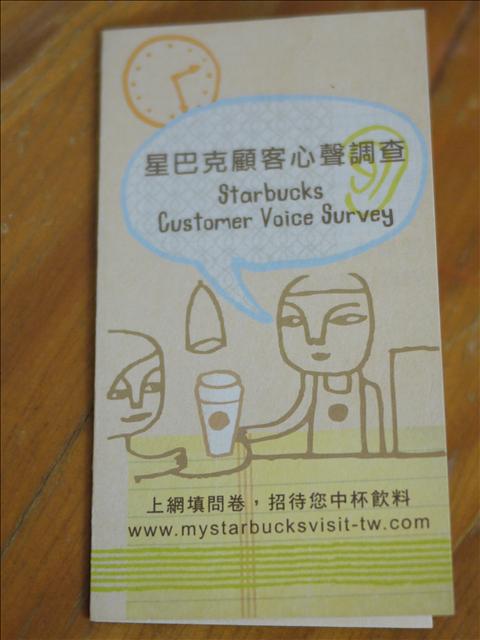 星巴克顧客心聲調查
Starbucks
Customer Voice Survey
上網填問卷，招待您中杯飲料
www.mystarbucksvisit-tw.com